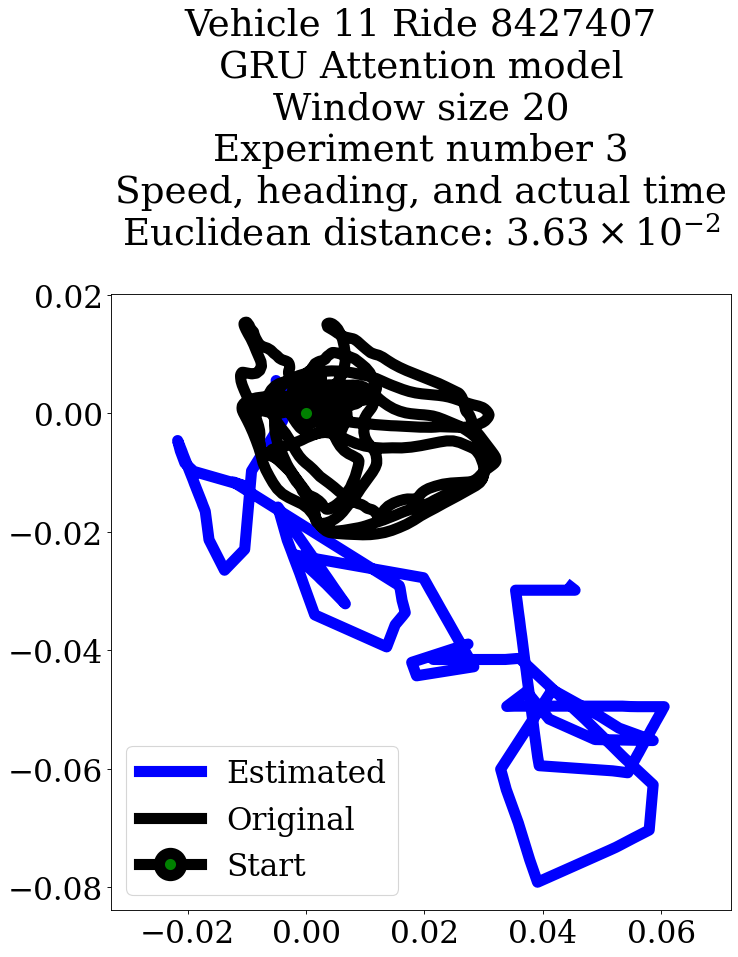 Vehicle 11 Ride 8427407
GRU Attention model
Window size 20
Experiment number 3
Speed, heading, and actual time
Euclidean distance: 3.63 × 10⁻²
0.02
0.00
−0.02
−0.04
−0.06
−0.08
Estimated
Original
Start
−0.02 0.00 0.02 0.04 0.06